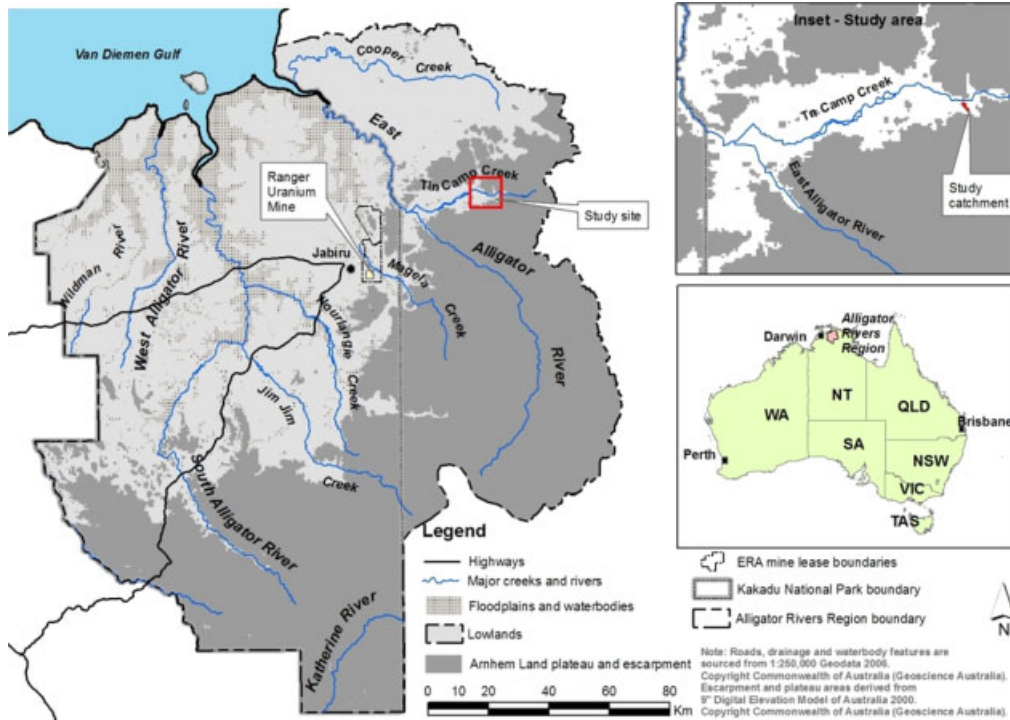 Van Diemen Gulf
Cooper
Creek
East
Tin Camp Creek
Study site
Ranger
Uranium
Mine
Jabiru
Magela
Creek
Alligator
River
Wildman
River
West Alligator River
Nourlangie
Creek
Jim Jim
Creek
South Alligator River
Katherine River
Legend
Highways
Major creeks and rivers
Floodplains and waterbodies
Lowlands
Arnhem Land plateau and escarpment
0 10 20 40 60 80
Km
Inset - Study area
Tin Camp Creek
East Alligator River
Study
catchment
Darwin
Alligator
Rivers
Region
NT
WA
QLD
Brisbane
SA
Perth
NSW
VIC
TAS
ERA mine lease boundaries
Kakadu National Park boundary
Alligator Rivers Region boundary
N
Note: Roads, drainage and waterbody features are
sourced from 1:250,000 Geodata 2006.
Copyright Commonwealth of Australia (Geoscience Australia).
Escarpment and plateau areas derived from
9" Digital Elevation Model of Australia 2000.
Copyright Commonwealth of Australia (Geoscience Australia).